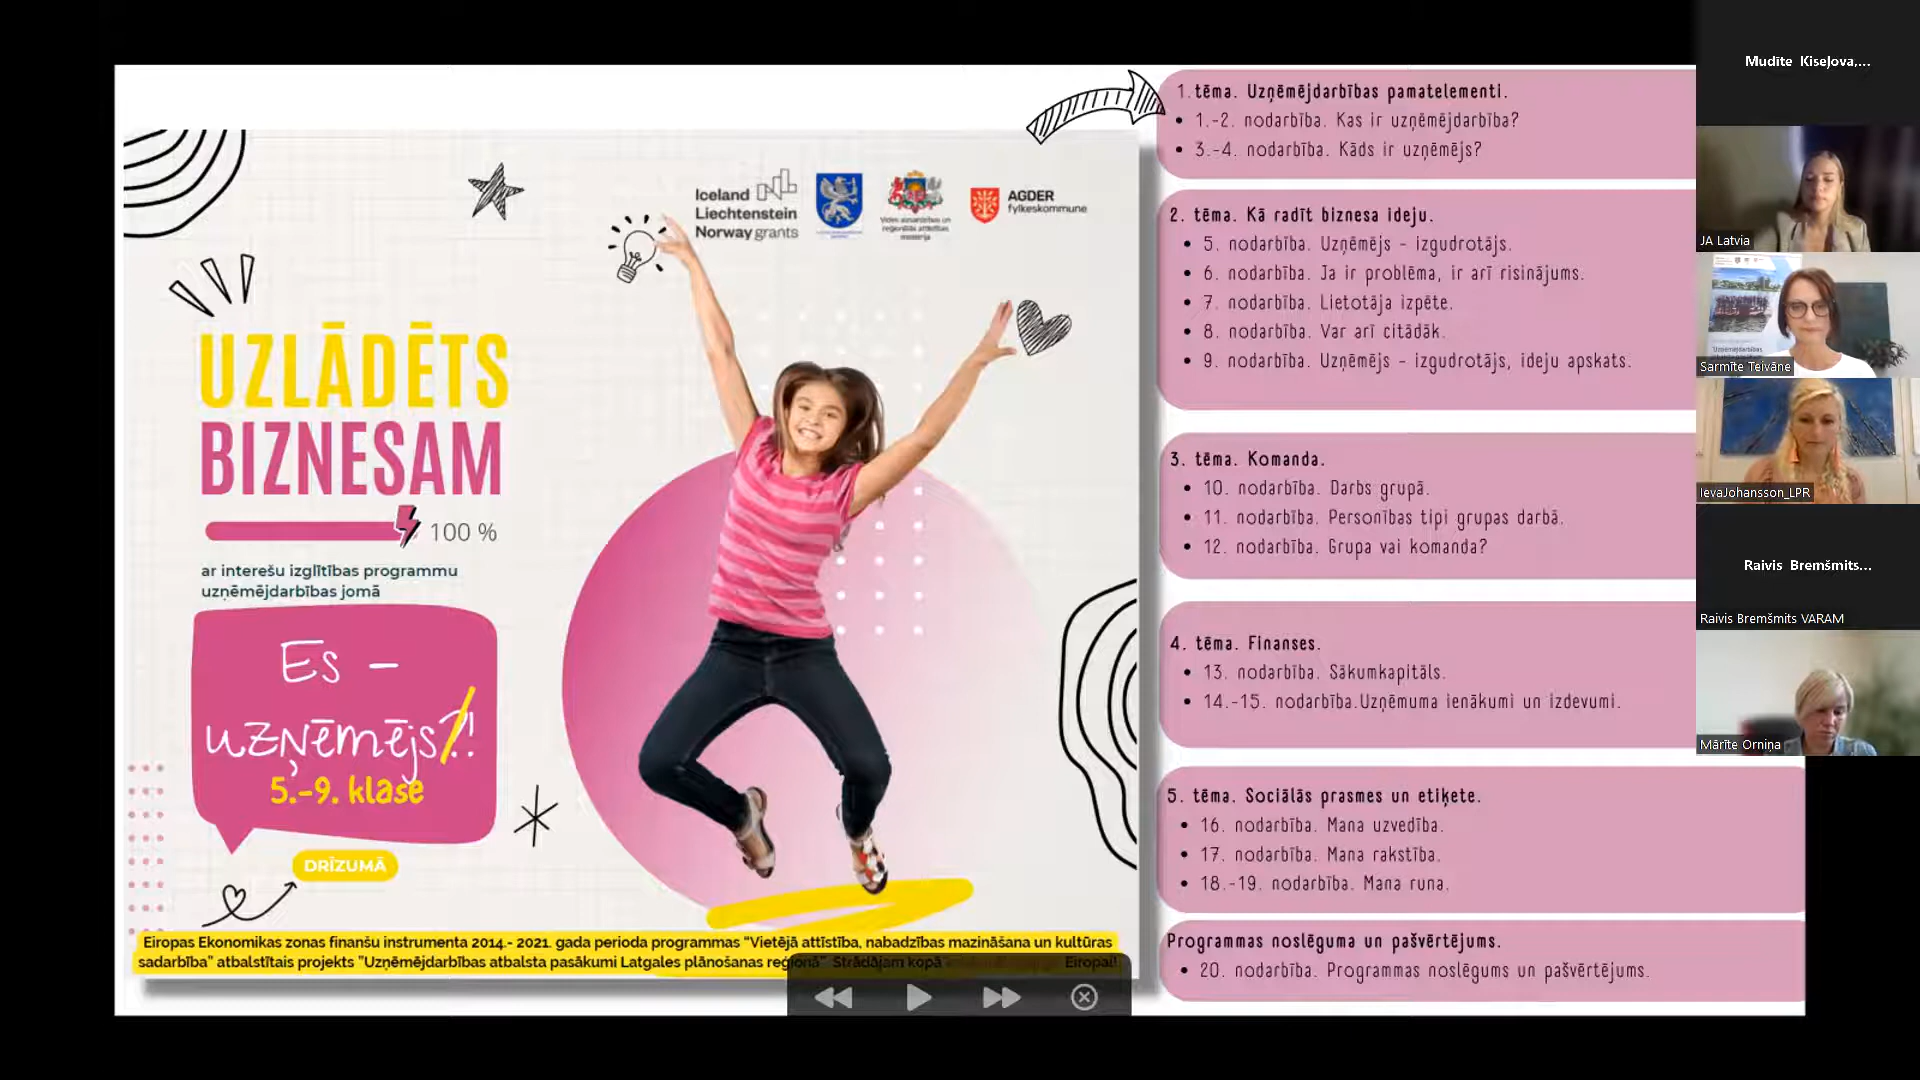 Iceland
Liechtenstein
Norway grants
Vides aizsardzības un
reģionālās attīstības
ministrija
AGDER
fylkeskommune
UZLĀDĒTS
BIZNESAM
100 %
ar interešu izglītības programmu
uzņēmējdarbības jomā
Es –
uzņēmējs?!
5.-9. klase
DRĪZUMĀ
Eiropas Ekonomikas zonas finanšu instrumenta 2014.- 2021. gada perioda programmas "Vietējā attīstība, nabadzības mazināšana un kultūras
sadarbība" atbalstītais projekts "Uzņēmējdarbības atbalsta pasākumi Latgales plānošanas reģionā" Strādājam kopā Eiropai!
1. tēma. Uzņēmējdarbības pamatelementi.
• 1.-2. nodarbība. Kas ir uzņēmējdarbība?
• 3.-4. nodarbība. Kāds ir uzņēmējs?
2. tēma. Kā radīt biznesa ideju.
• 5. nodarbība. Uzņēmējs – izgudrotājs.
• 6. nodarbība. Ja ir problēma, ir arī risinājums.
• 7. nodarbība. Lietotāja izpēte.
• 8. nodarbība. Var arī citādāk.
• 9. nodarbība. Uzņēmējs – izgudrotājs, ideju apskats.
3. tēma. Komanda.
• 10. nodarbība. Darbs grupā.
• 11. nodarbība. Personības tipi grupas darbā.
• 12. nodarbība. Grupa vai komanda?
4. tēma. Finanses.
• 13. nodarbība. Sākumkapitāls.
• 14.-15. nodarbība.Uzņēmuma ienākumi un izdevumi.
5. tēma. Sociālās prasmes un etiķete.
• 16. nodarbība. Mana uzvedība.
• 17. nodarbība. Mana rakstība.
• 18.-19. nodarbība. Mana runa.
Programmas noslēguma un pašvērtējums.
• 20. nodarbība. Programmas noslēgums un pašvērtējums.
Mudīte Kiseļova,...
JA Latvia
Sarmīte Teivāne
IevaJohansson_LPR
Raivis Bremšmits...
Raivis Bremšmits VARAM
Mārīte Orniņa